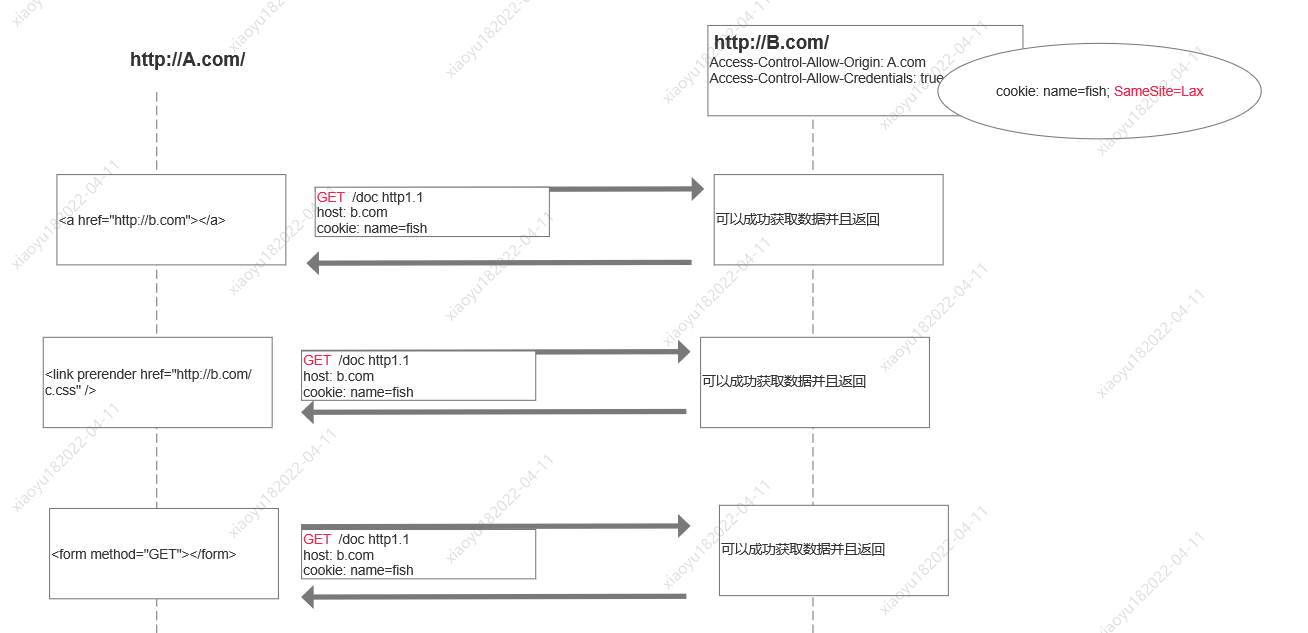 http://A.com/
http://B.com/
Access-Control-Allow-Origin: A.com
Access-Control-Allow-Credentials: true
cookie: name=fish; SameSite=Lax
<a href="http://b.com"></a>
GET /doc http1.1
host: b.com
cookie: name=fish
可以成功获取数据并且返回
<link prerender href="http://b.com/
c.css" />
GET /doc http1.1
host: b.com
cookie: name=fish
可以成功获取数据并且返回
<form method="GET"></form>
GET /doc http1.1
host: b.com
cookie: name=fish
可以成功获取数据并且返回
xiaoyu182022-04-11